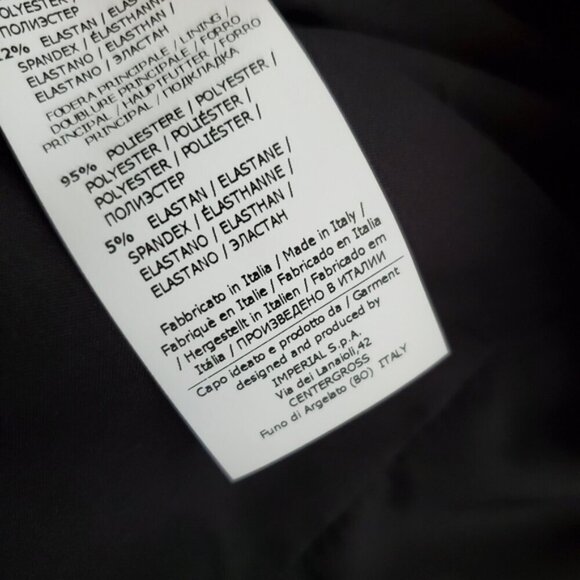 POLYESTER /
ПОЛИЭСТЕР
2% ELASTAN / ELAS
SPANDEX / ÉLASTHANNE /
ELASTANO / ELASTHAN /
ELASTANO / ЭЛАСТАН
FODERA PRINCIPALE / LINING /
DOUBLURE PRINCIPALE / FORRO
PRINCIPAL / HAUPTFUTTER / FORRO
PRINCIPAL / ПОДКЛАДКА
95% POLIESTERE / POLYESTER /
POLYESTER / POLIÉSTER /
POLYESTER / POLIÉSTER /
ПОЛИЭСТЕР
5% ELASTAN / ELASTANE /
SPANDEX / ÉLASTHANNE /
ELASTANO / ELASTHAN /
ELASTANO / ЭЛАСТАН
Fabbricato in Italia / Made in Italy /
Fabriqué en Italie / Fabricado en Italia
/ Hergestellt in Italien / Fabricado em
Itália / ПРОИЗВЕДЕНО В ИТАЛИИ
Capo ideato e prodotto da / Garment
designed and produced by
IMPERIAL S.p.A.
Via dei Lanaioli,42
CENTERGROSS
Funo di Argelato (BO) ITALY